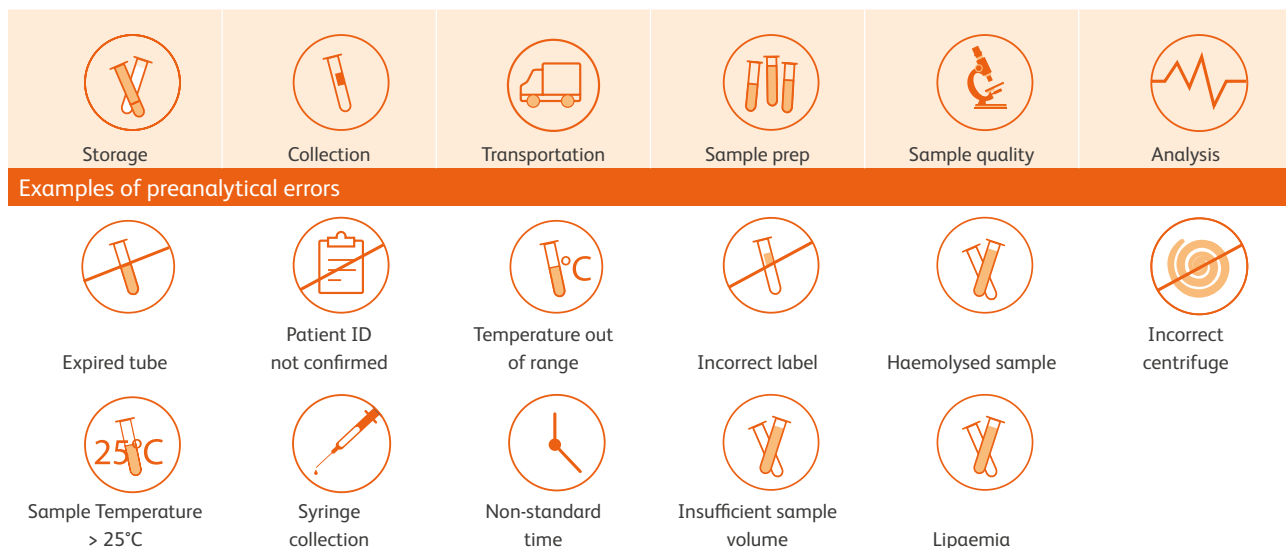 Storage
Collection
Transportation
Sample prep
Sample quality
Analysis
Examples of preanalytical errors
°C
Expired tube
Patient ID
not confirmed
Temperature out
of range
Incorrect label
Haemolysed sample
Incorrect
centrifuge
25°C
Sample Temperature
> 25°C
Syringe
collection
Non-standard
time
Insufficient sample
volume
Lipaemia